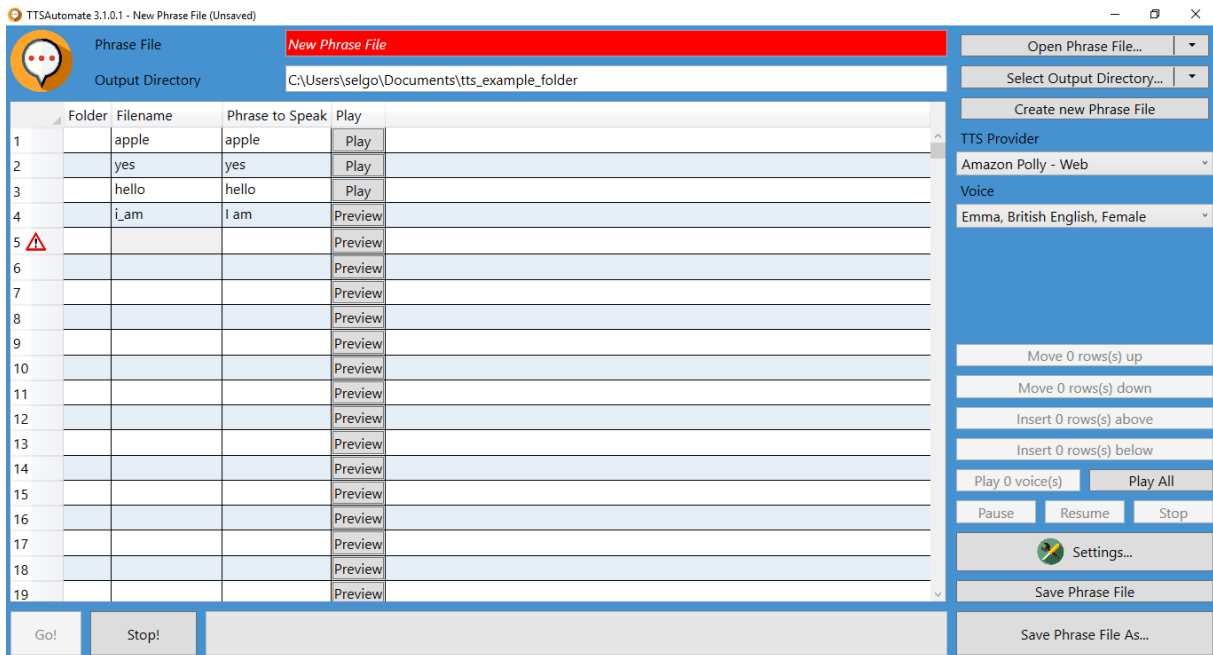 TTSAutomate 3.1.0.1 - New Phrase File (Unsaved)
Phrase File New Phrase File Open Phrase File...
Output Directory C:\Users\selgo\Documents\tts_example_folder Select Output Directory...
Create new Phrase File
Folder Filename Phrase to Speak Play
1 apple apple Play
2 yes yes Play
3 hello hello Play
4 i_am I am Preview
5 Preview
6 Preview
7 Preview
8 Preview
9 Preview
10 Preview
11 Preview
12 Preview
13 Preview
14 Preview
15 Preview
16 Preview
17 Preview
18 Preview
19 Preview
TTS Provider
Amazon Polly - Web
Voice
Emma, British English, Female
Move 0 rows(s) up
Move 0 rows(s) down
Insert 0 rows(s) above
Insert 0 rows(s) below
Play 0 voice(s) Play All
Pause Resume Stop
Settings...
Save Phrase File
Go! Stop! Save Phrase File As...